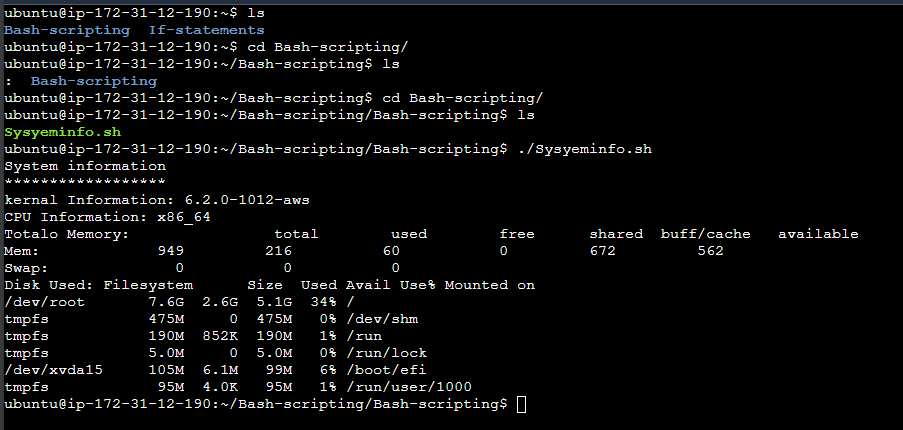 ubuntu@ip-172-31-12-190:~$ ls
Bash-scripting  If-statements
ubuntu@ip-172-31-12-190:~$ cd Bash-scripting/
ubuntu@ip-172-31-12-190:~/Bash-scripting$ ls
:  Bash-scripting
ubuntu@ip-172-31-12-190:~/Bash-scripting$ cd Bash-scripting/
ubuntu@ip-172-31-12-190:~/Bash-scripting/Bash-scripting$ ls
Sysyeminfo.sh
ubuntu@ip-172-31-12-190:~/Bash-scripting/Bash-scripting$ ./Sysyeminfo.sh
System information
******************
kernal Information: 6.2.0-1012-aws
CPU Information: x86_64
Totalo Memory:                total        used        free      shared  buff/cache   available
Mem:             949         216          60           0         672         562
Swap:              0           0           0
Disk Used: Filesystem      Size  Used Avail Use% Mounted on
/dev/root       7.6G  2.6G  5.1G  34% /
tmpfs           475M     0  475M   0% /dev/shm
tmpfs           190M  852K  190M   1% /run
tmpfs           5.0M     0  5.0M   0% /run/lock
/dev/xvda15     105M  6.1M   99M   6% /boot/efi
tmpfs            95M  4.0K   95M   1% /run/user/1000
ubuntu@ip-172-31-12-190:~/Bash-scripting/Bash-scripting$